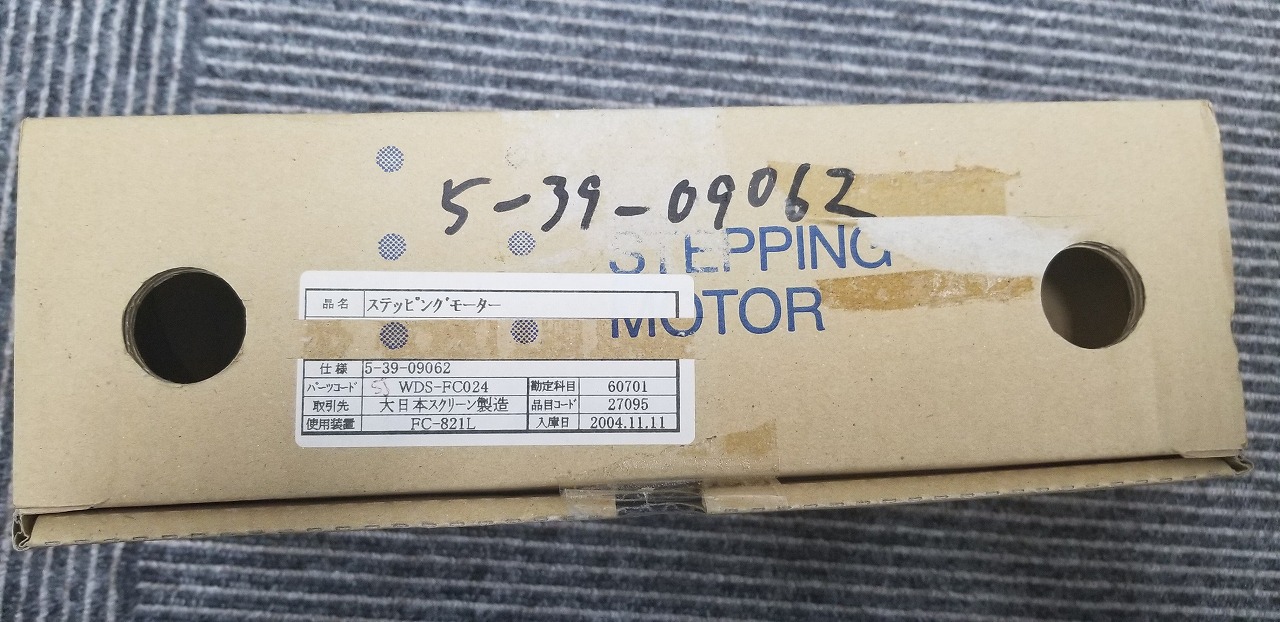 5-39-09062
STEPPING
MOTOR
品名 ステッピングモーター
仕様 5-39-09062
パーツコード WDS-FC024 勘定科目 60701
取引先 大日本スクリーン製造 品目コード 27095
使用装置 FC-821L 入庫日 2004.11.11